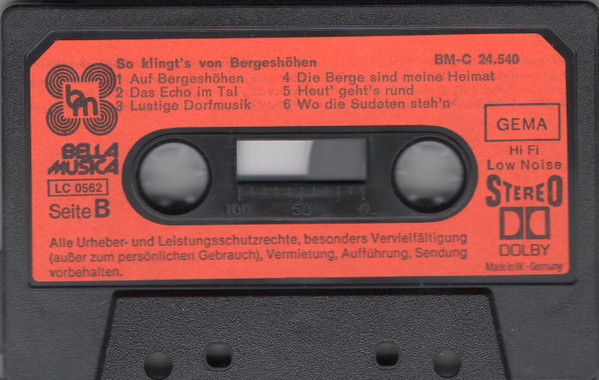 So klingt's von Bergeshöhen
BM-C 24.540
1 Auf Bergeshöhen
2 Das Echo im Tal
3 Lustige Dorfmusik
4 Die Berge sind meine Heimat
5 Heut' geht's rund
6 Wo die Sudeten steh'n
bm
BELLA
MUSICA
LC 0562
Seite B
GEMA
Hi Fi
Low Noise
STEREO
DOLBY
Made in W.-Germany
100 50 0
Alle Urheber- und Leistungsschutzrechte, besonders Vervielfältigung
(außer zum persönlichen Gebrauch), Vermietung, Aufführung, Sendung
vorbehalten.